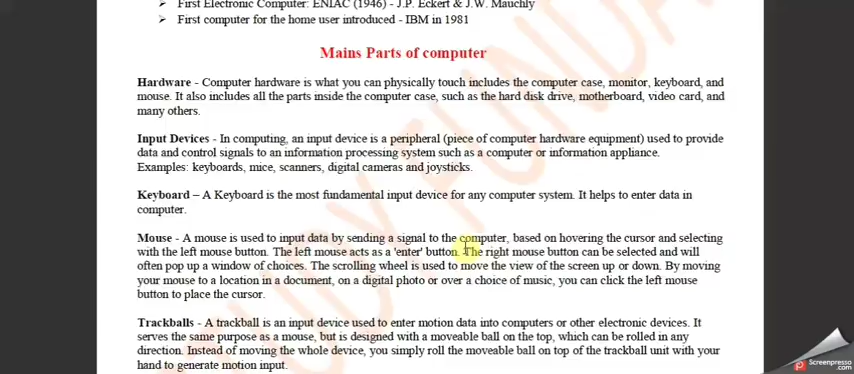 ➢ First Electronic Computer: ENIAC (1946) - J.P. Eckert & J.W. Mauchly
➢ First computer for the home user introduced - IBM in 1981
Mains Parts of computer
Hardware - Computer hardware is what you can physically touch includes the computer case, monitor, keyboard, and
mouse. It also includes all the parts inside the computer case, such as the hard disk drive, motherboard, video card, and
many others.
Input Devices - In computing, an input device is a peripheral (piece of computer hardware equipment) used to provide
data and control signals to an information processing system such as a computer or information appliance.
Examples: keyboards, mice, scanners, digital cameras and joysticks.
Keyboard – A Keyboard is the most fundamental input device for any computer system. It helps to enter data in
computer.
Mouse - A mouse is used to input data by sending a signal to the computer, based on hovering the cursor and selecting
with the left mouse button. The left mouse acts as a 'enter' button. The right mouse button can be selected and will
often pop up a window of choices. The scrolling wheel is used to move the view of the screen up or down. By moving
your mouse to a location in a document, on a digital photo or over a choice of music, you can click the left mouse
button to place the cursor.
Trackballs - A trackball is an input device used to enter motion data into computers or other electronic devices. It
serves the same purpose as a mouse, but is designed with a moveable ball on the top, which can be rolled in any
direction. Instead of moving the whole device, you simply roll the moveable ball on top of the trackball unit with your
hand to generate motion input.
Screenpresso